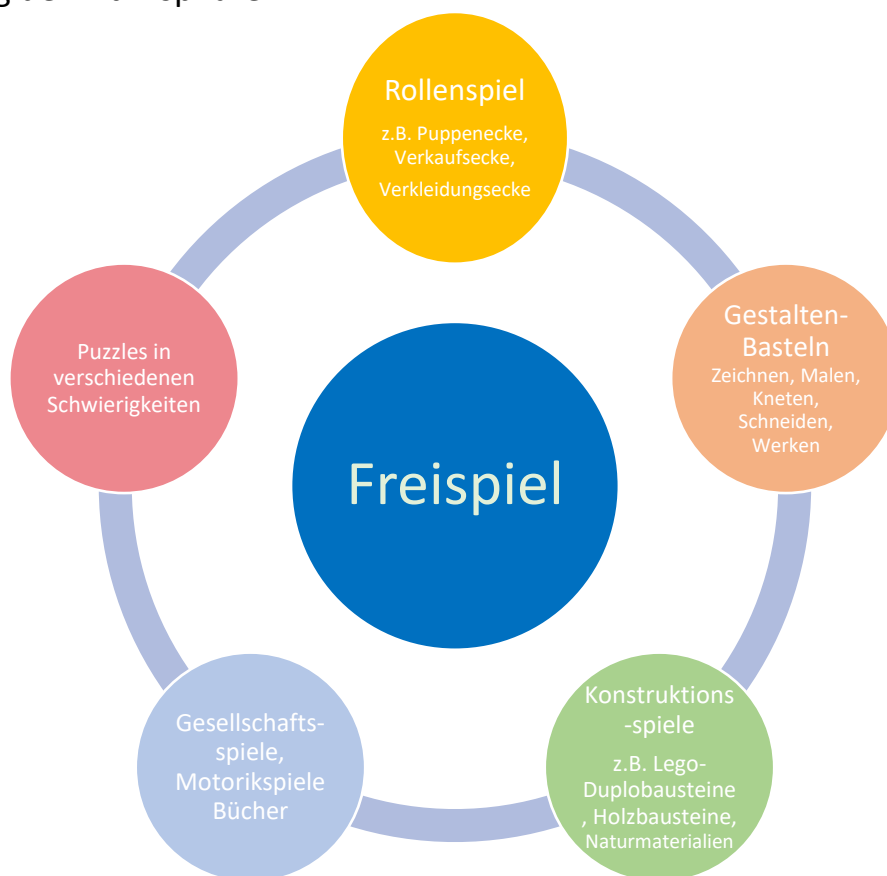 Rollenspiel
z.B. Puppenecke,
Verkaufsecke,
Verkleidungsecke
Gestalten-
Basteln
Zeichnen, Malen,
Kneten,
Schneiden,
Werken
Puzzles in
verschiedenen
Schwierigkeiten
Freispiel
Konstruktions
-spiele
z.B. Lego-
Duplobausteine
, Holzbausteine,
Naturmaterialien
Gesellschafts-
spiele,
Motorikspiele
Bücher